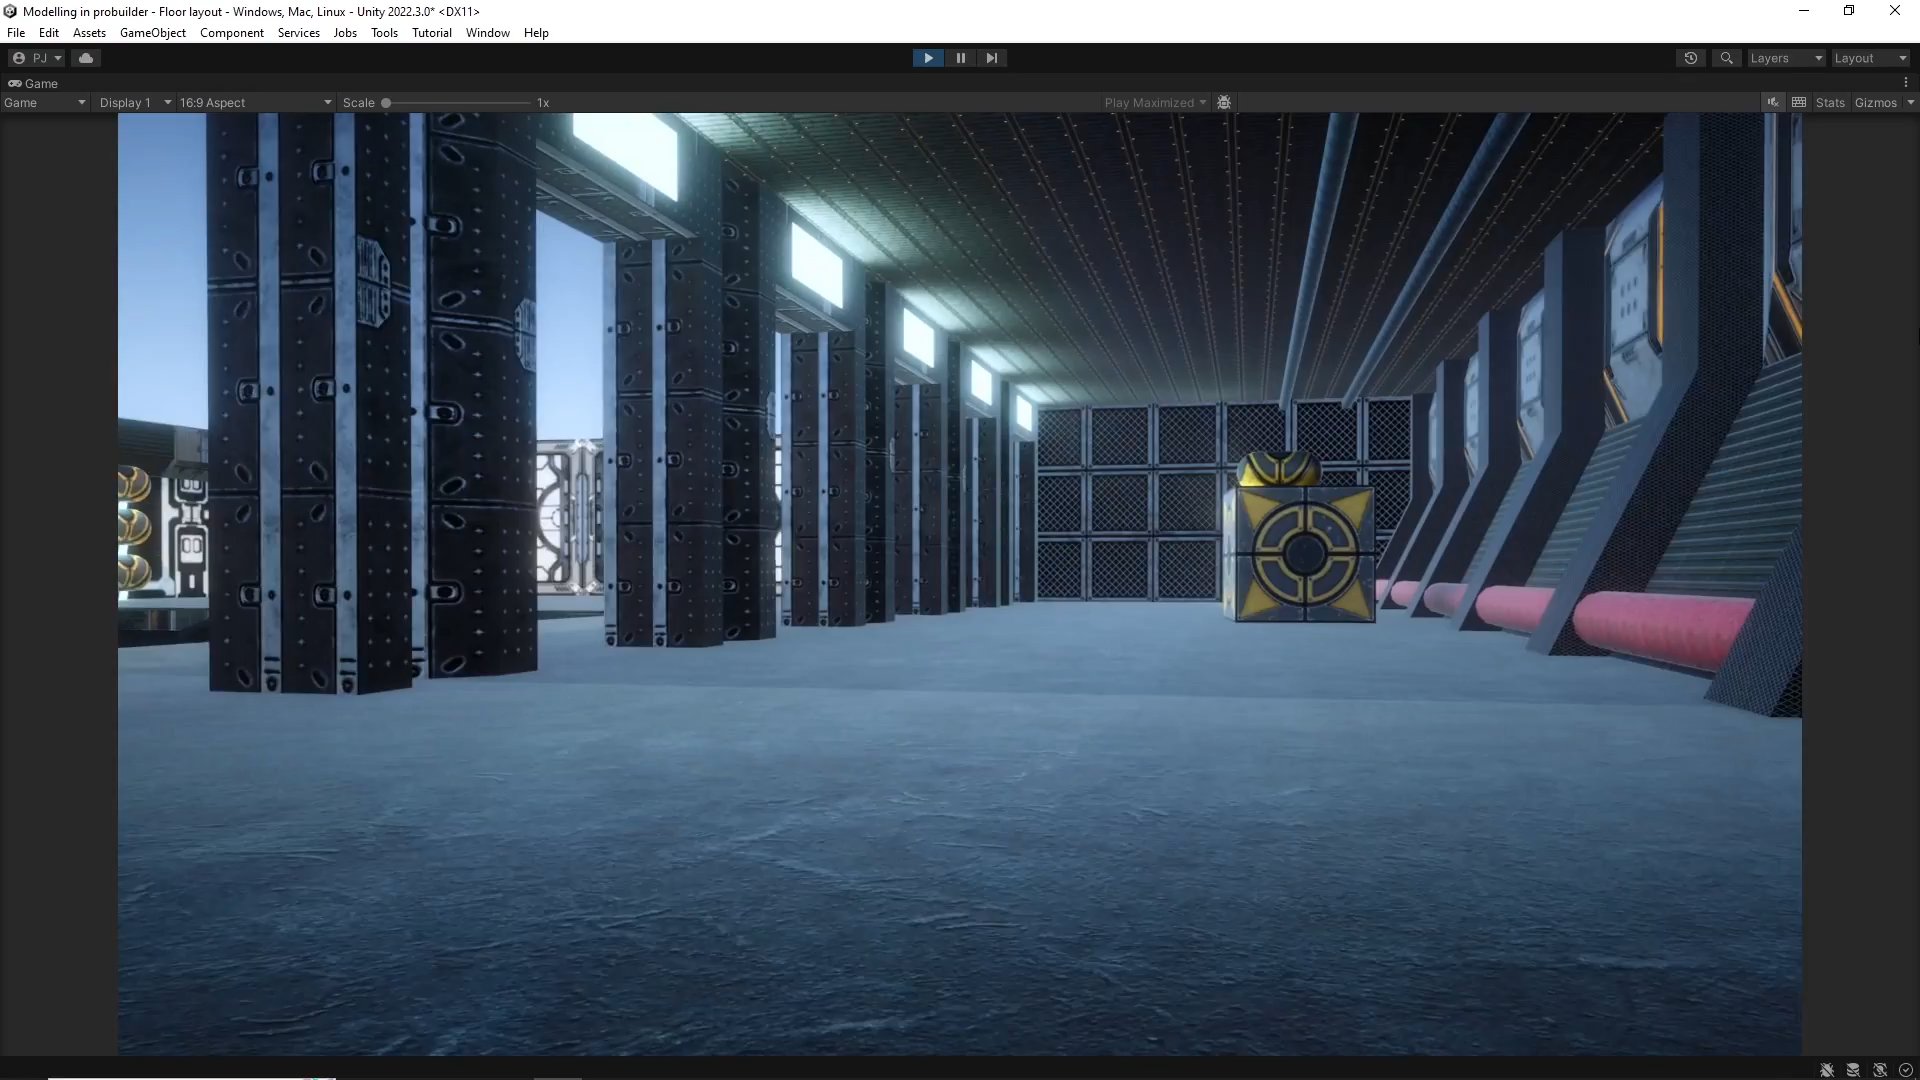 Modelling in probuilder - Floor layout - Windows, Mac, Linux - Unity 2022.3.0* <DX11>
File Edit Assets GameObject Component Services Jobs Tools Tutorial Window Help
PJ Layers Layout
Game
Game Display 1 16:9 Aspect Scale 1x Play Maximized Stats Gizmos